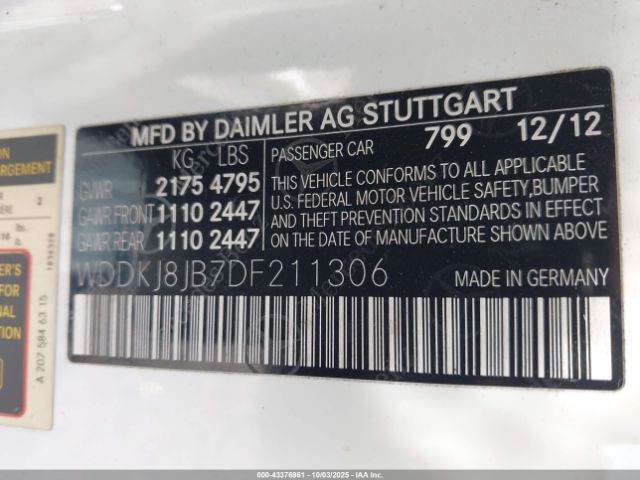 MFD BY DAIMLER AG STUTTGART
KG LBS
GVWR 2175 4795
GAWR FRONT 1110 2447
GAWR REAR 1110 2447
PASSENGER CAR 799 12/12
THIS VEHICLE CONFORMS TO ALL APPLICABLE
U.S. FEDERAL MOTOR VEHICLE SAFETY, BUMPER
AND THEFT PREVENTION STANDARDS IN EFFECT
ON THE DATE OF MANUFACTURE SHOWN ABOVE
WDDKJ8JB7DF211306 MADE IN GERMANY
A 207 584 63 15
000-43376961 | 10/03/2025 | IAA Inc. - Copart